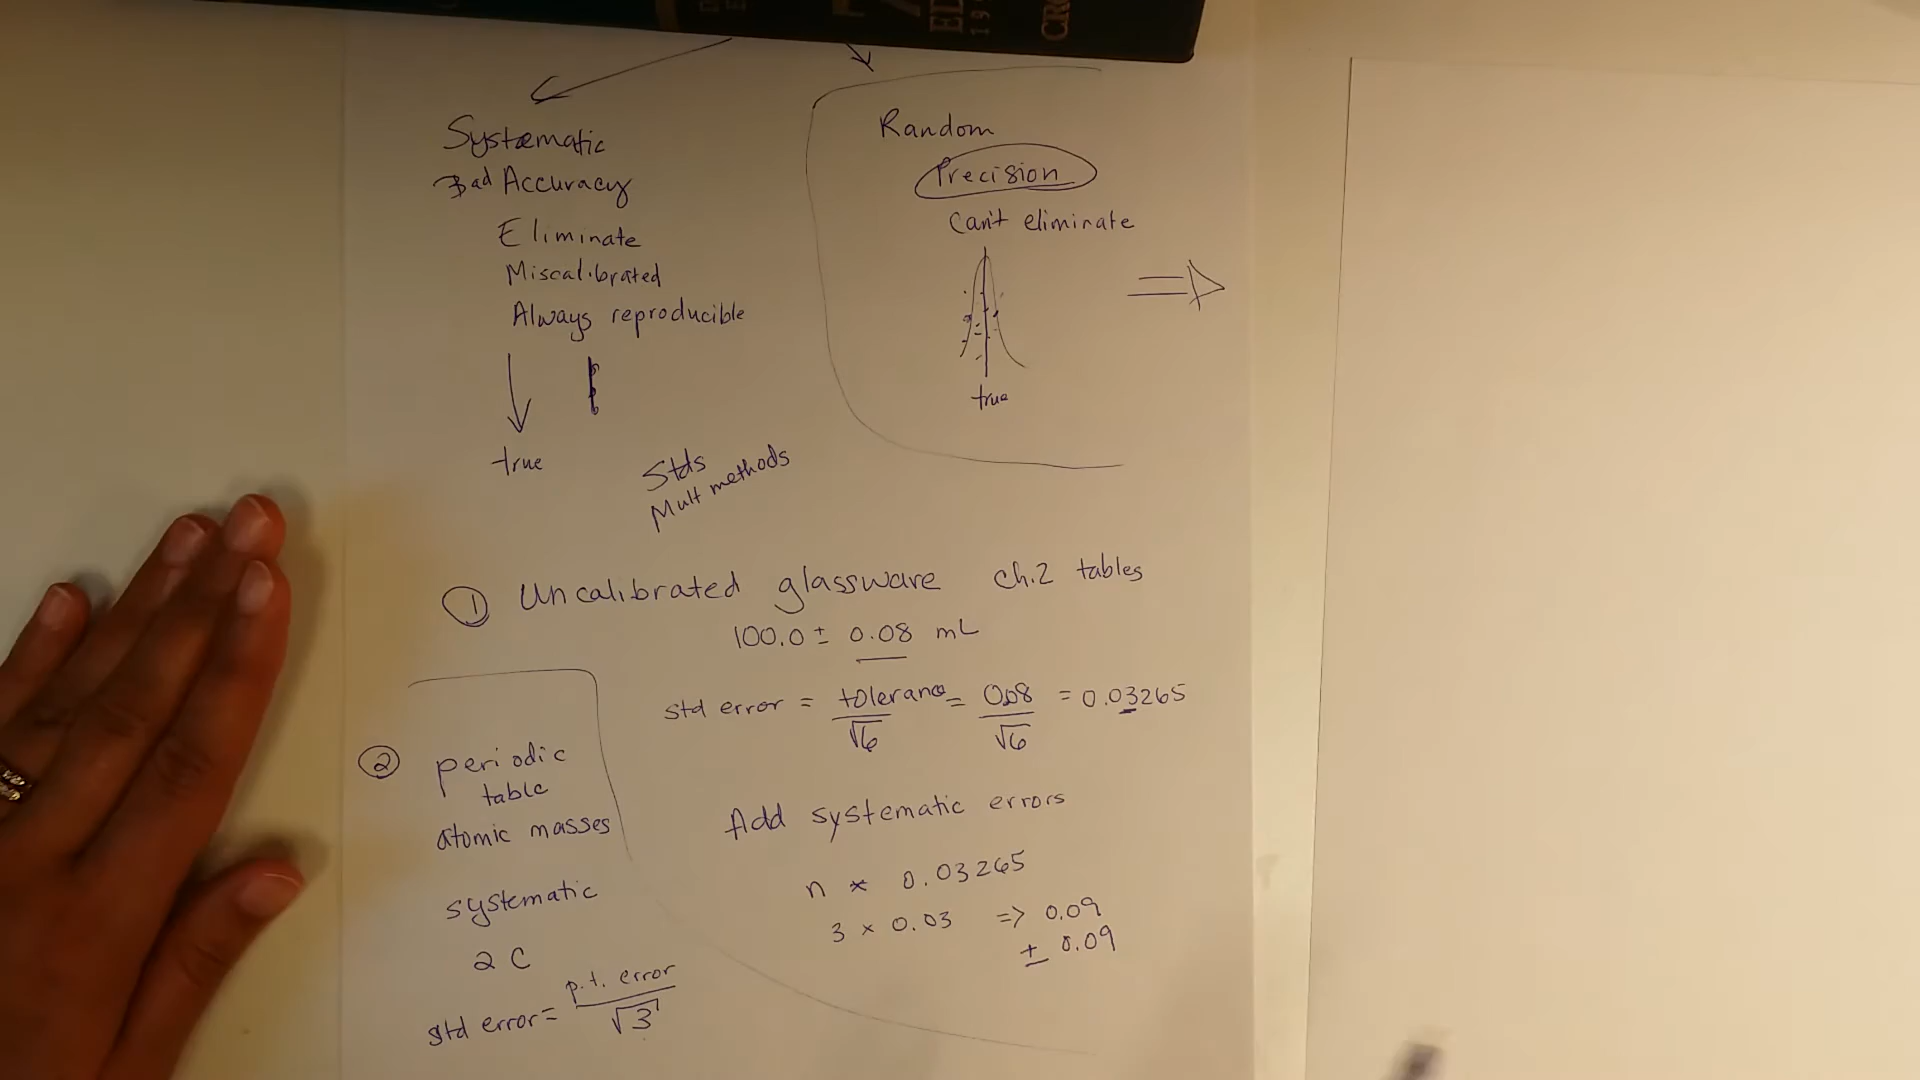 Systematic
Bad Accuracy
Eliminate
Miscalibrated
Always reproducible
true
Stds
Mult methods
Random
Precision
Can't eliminate
true
① Uncalibrated glassware ch.2 tables
100.0 ± 0.08 mL
std error = tolerance/√6 = 0.08/√6 = 0.03265
Add systematic errors
n * 0.03265
3 × 0.03 => 0.09
± 0.09
② periodic
table
atomic masses
systematic
2 C
std error = p.t. error/√3